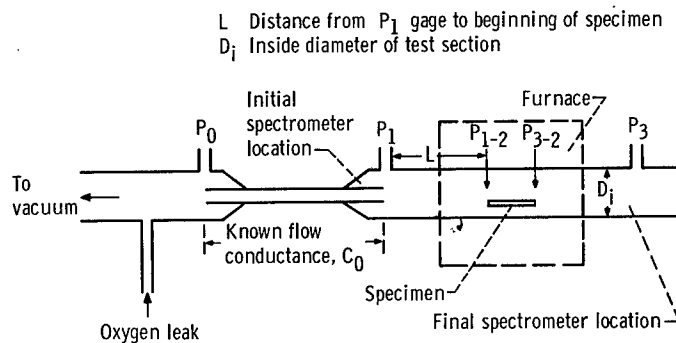 L Distance from P1 gage to beginning of specimen
Di Inside diameter of test section
Furnace
Initial
spectrometer
location
P0
P1
P1-2
P3-2
P3
L
To
vacuum
Di
Known flow
conductance, C0
Specimen
Oxygen leak
Final spectrometer location